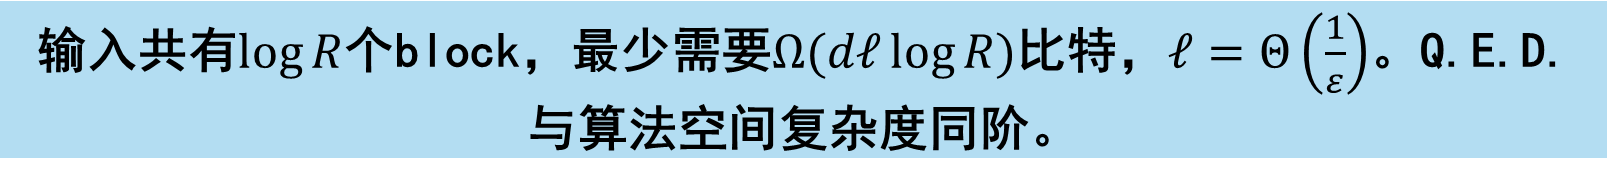 输入共有log R个block，最少需要Ω(dℓ log R)比特，ℓ = Θ(1/ε)。Q.E.D.
与算法空间复杂度同阶。